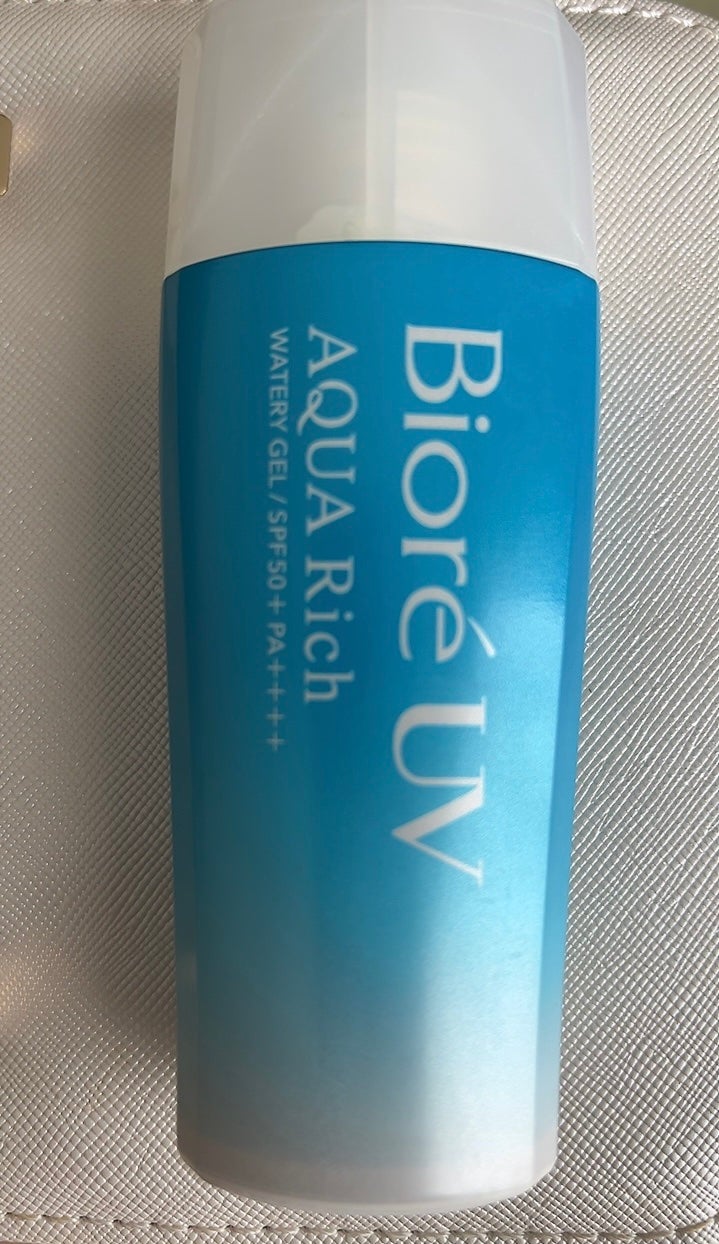 Bioré UV
AQUA Rich
WATERY GEL / SPF50+ PA++++